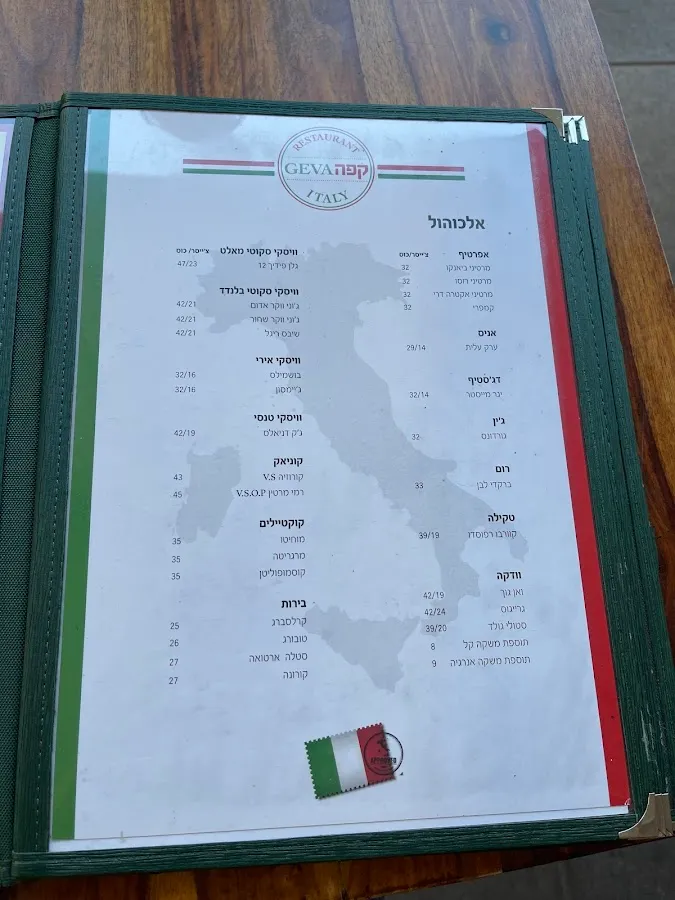 RESTAURANT
GEVA קפה
ITALY
אלכוהול
אפרטיף צ'ייסר/כוס
מרטיני ביאנקו 32
מרטיני רוסו 32
מרטיני אקסטרה דריי 32
קמפרי 32
אניס
ערק עלית 29/14
דג'סטיף
יגר מייסטר 32/14
ג'ין
גורדונס 32
רום
ברקדי לבן 33
טקילה
קוורבו רפוסדו 39/19
וודקה
ואן גוך 42/19
גרייגוס 42/24
סטולי גולד 39/20
תוספת משקה קל 8
תוספת משקה אנרגיה 9
וויסקי סקוטי מאלט צ'ייסר/ כוס
גלן פידיך 12 47/23
וויסקי סקוטי בלנדד
ג'וני ווקר אדום 42/21
ג'וני ווקר שחור 42/21
שיבס ריגל 42/21
וויסקי אירי
בושמילס 32/16
ג'יימסון 32/16
וויסקי טנסי
ג'ק דניאלס 42/19
קוניאק
קורווזיה V.S 43
רמי מרטין V.S.O.P 45
קוקטיילים
מוחיטו 35
מרגריטה 35
קוסמופוליטן 35
בירות
קרלסברג 25
טובורג 26
סטלה ארטואה 27
קורונה 27